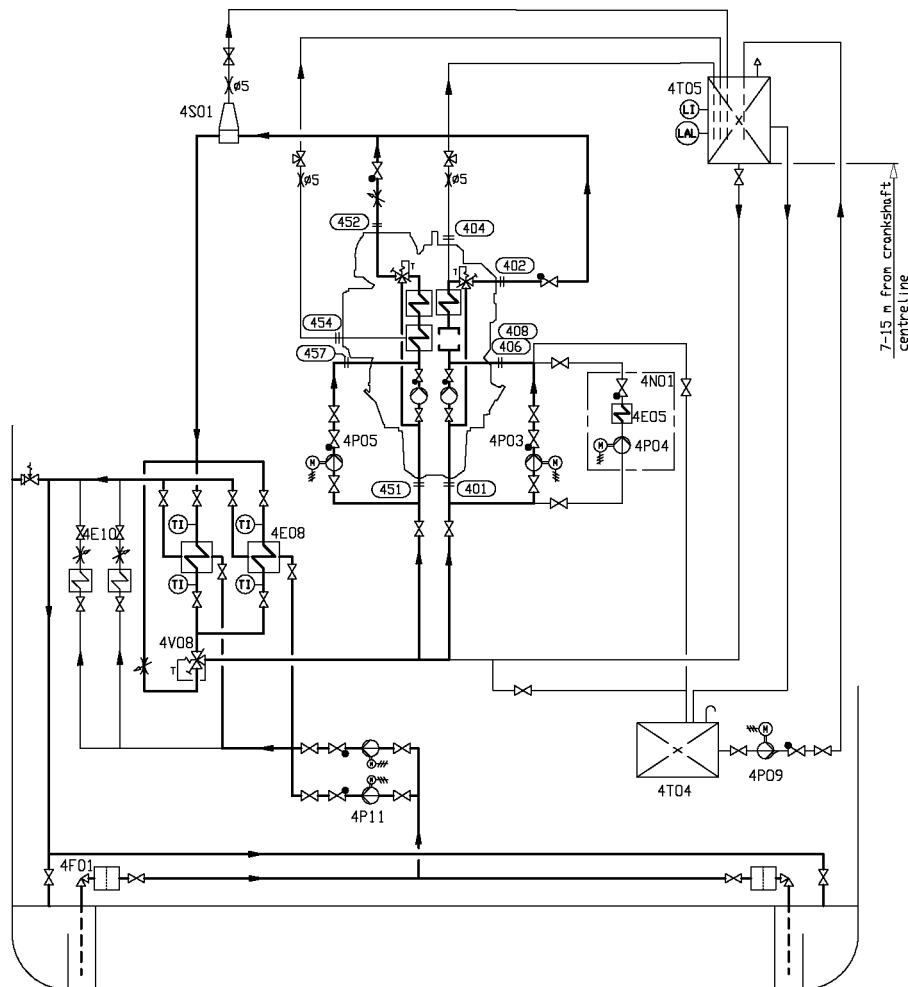 4T05
LI
LAL
ø5
4S01
ø5
ø5
452
404
T
T
402
454
408
406
457
4N01
4E05
4P05
4P03
4P04
M
M
M
451
401
7-15 m from crankshaft
centreline
TI
TI
4E10
4E08
TI
TI
4V08
T
M
4T04
4P09
M
M
4P11
4F01